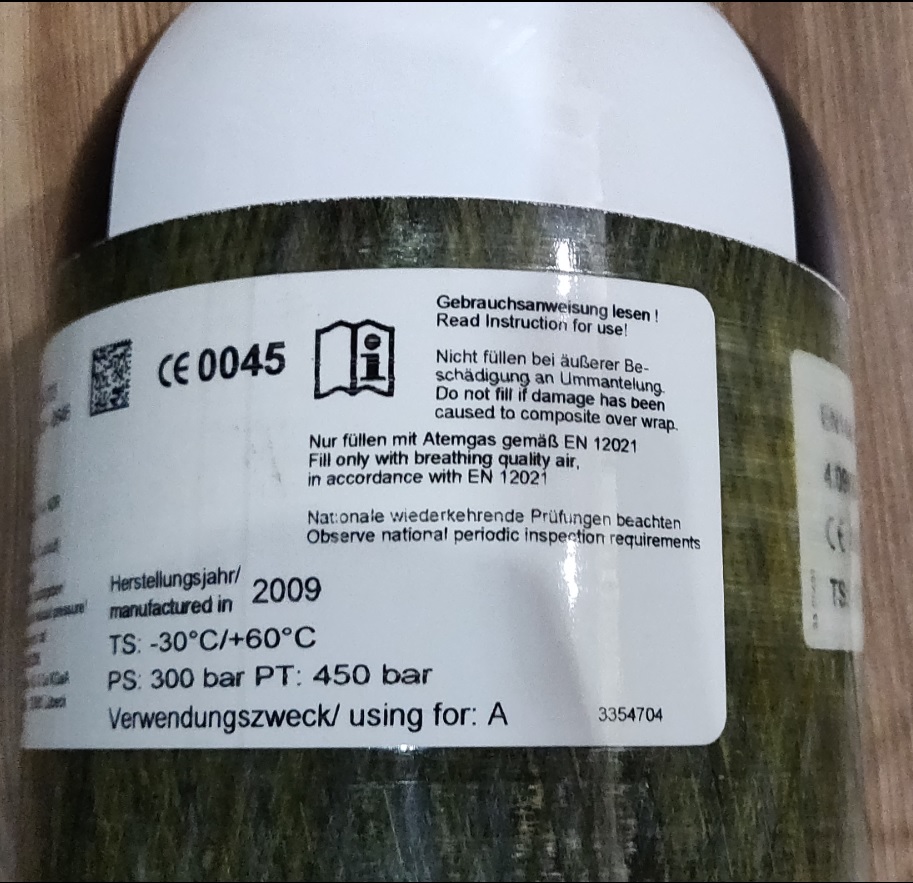 CE 0045
Gebrauchsanweisung lesen !
Read Instruction for use!
Nicht füllen bei äußerer Be-
schädigung an Ummantelung.
Do not fill if damage has been
caused to composite over wrap.
Nur füllen mit Atemgas gemäß EN 12021
Fill only with breathing quality air,
in accordance with EN 12021
Nationale wiederkehrende Prüfungen beachten
Observe national periodic inspection requirements
Herstellungsjahr/
manufactured in 2009
TS: -30°C/+60°C
PS: 300 bar PT: 450 bar
Verwendungszweck/ using for: A
3354704
CE
TS: